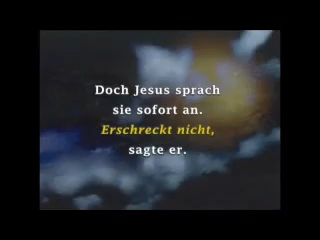 Doch Jesus sprach
sie sofort an.
Erschreckt nicht,
sagte er.